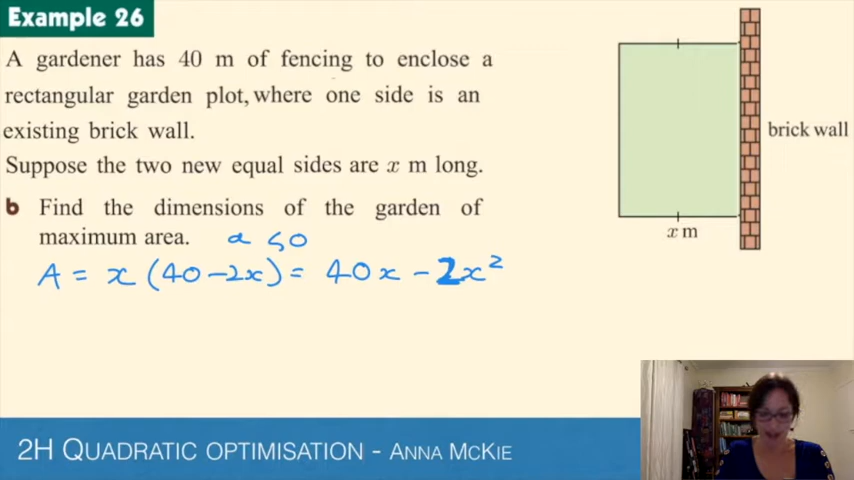 Example 26
A gardener has 40 m of fencing to enclose a
rectangular garden plot, where one side is an
existing brick wall.
Suppose the two new equal sides are x m long.
b Find the dimensions of the garden of
maximum area. a < 0
A = x (40 - 2x) = 40x - 2x²
brick wall
x m
2H QUADRATIC OPTIMISATION - ANNA MCKIE